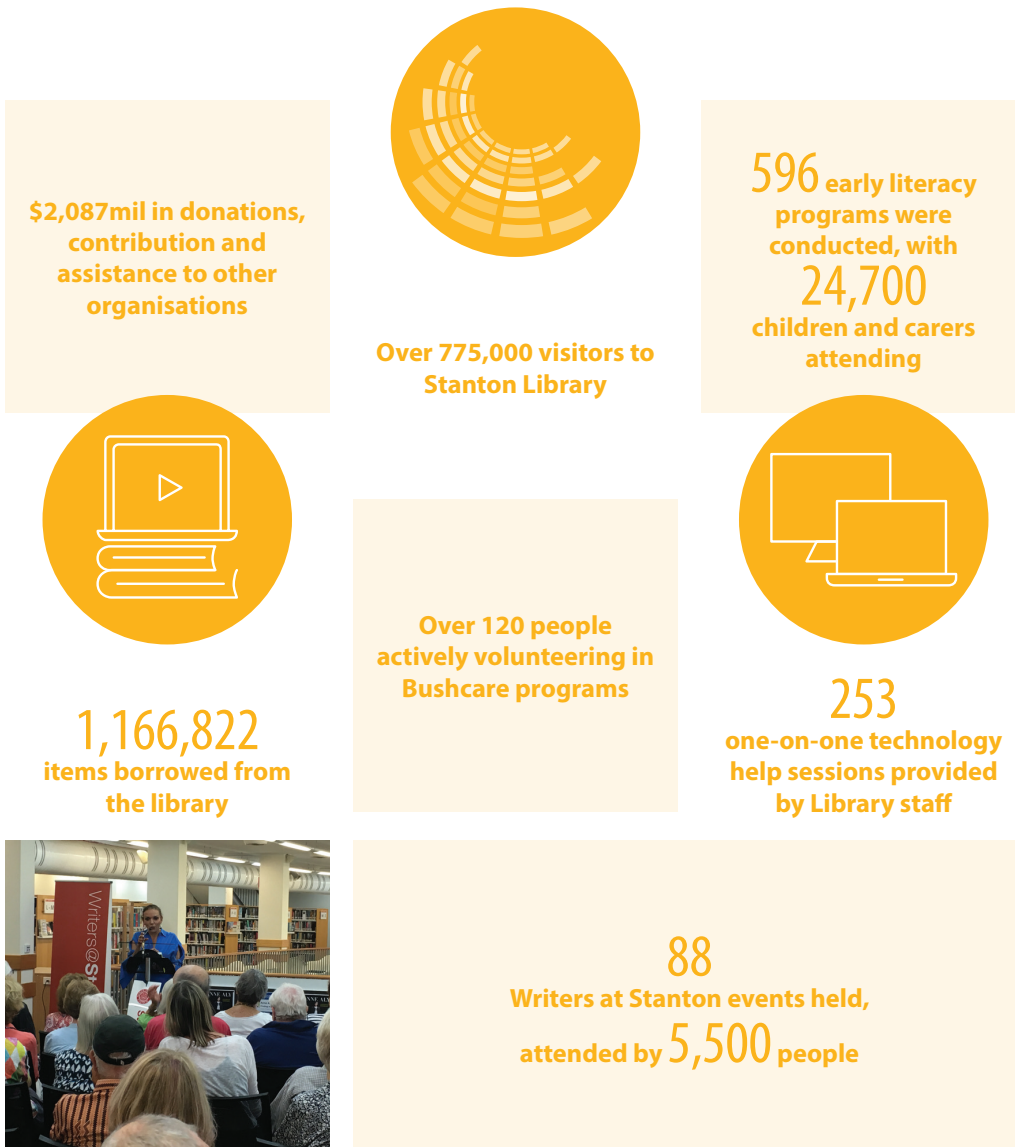 $2,087mil in donations,
contribution and
assistance to other
organisations
Over 775,000 visitors to
Stanton Library
596 early literacy
programs were
conducted, with
24,700
children and carers
attending
1,166,822
items borrowed from
the library
Over 120 people
actively volunteering in
Bushcare programs
253
one-on-one technology
help sessions provided
by Library staff
Writers@St
88
Writers at Stanton events held,
attended by 5,500 people